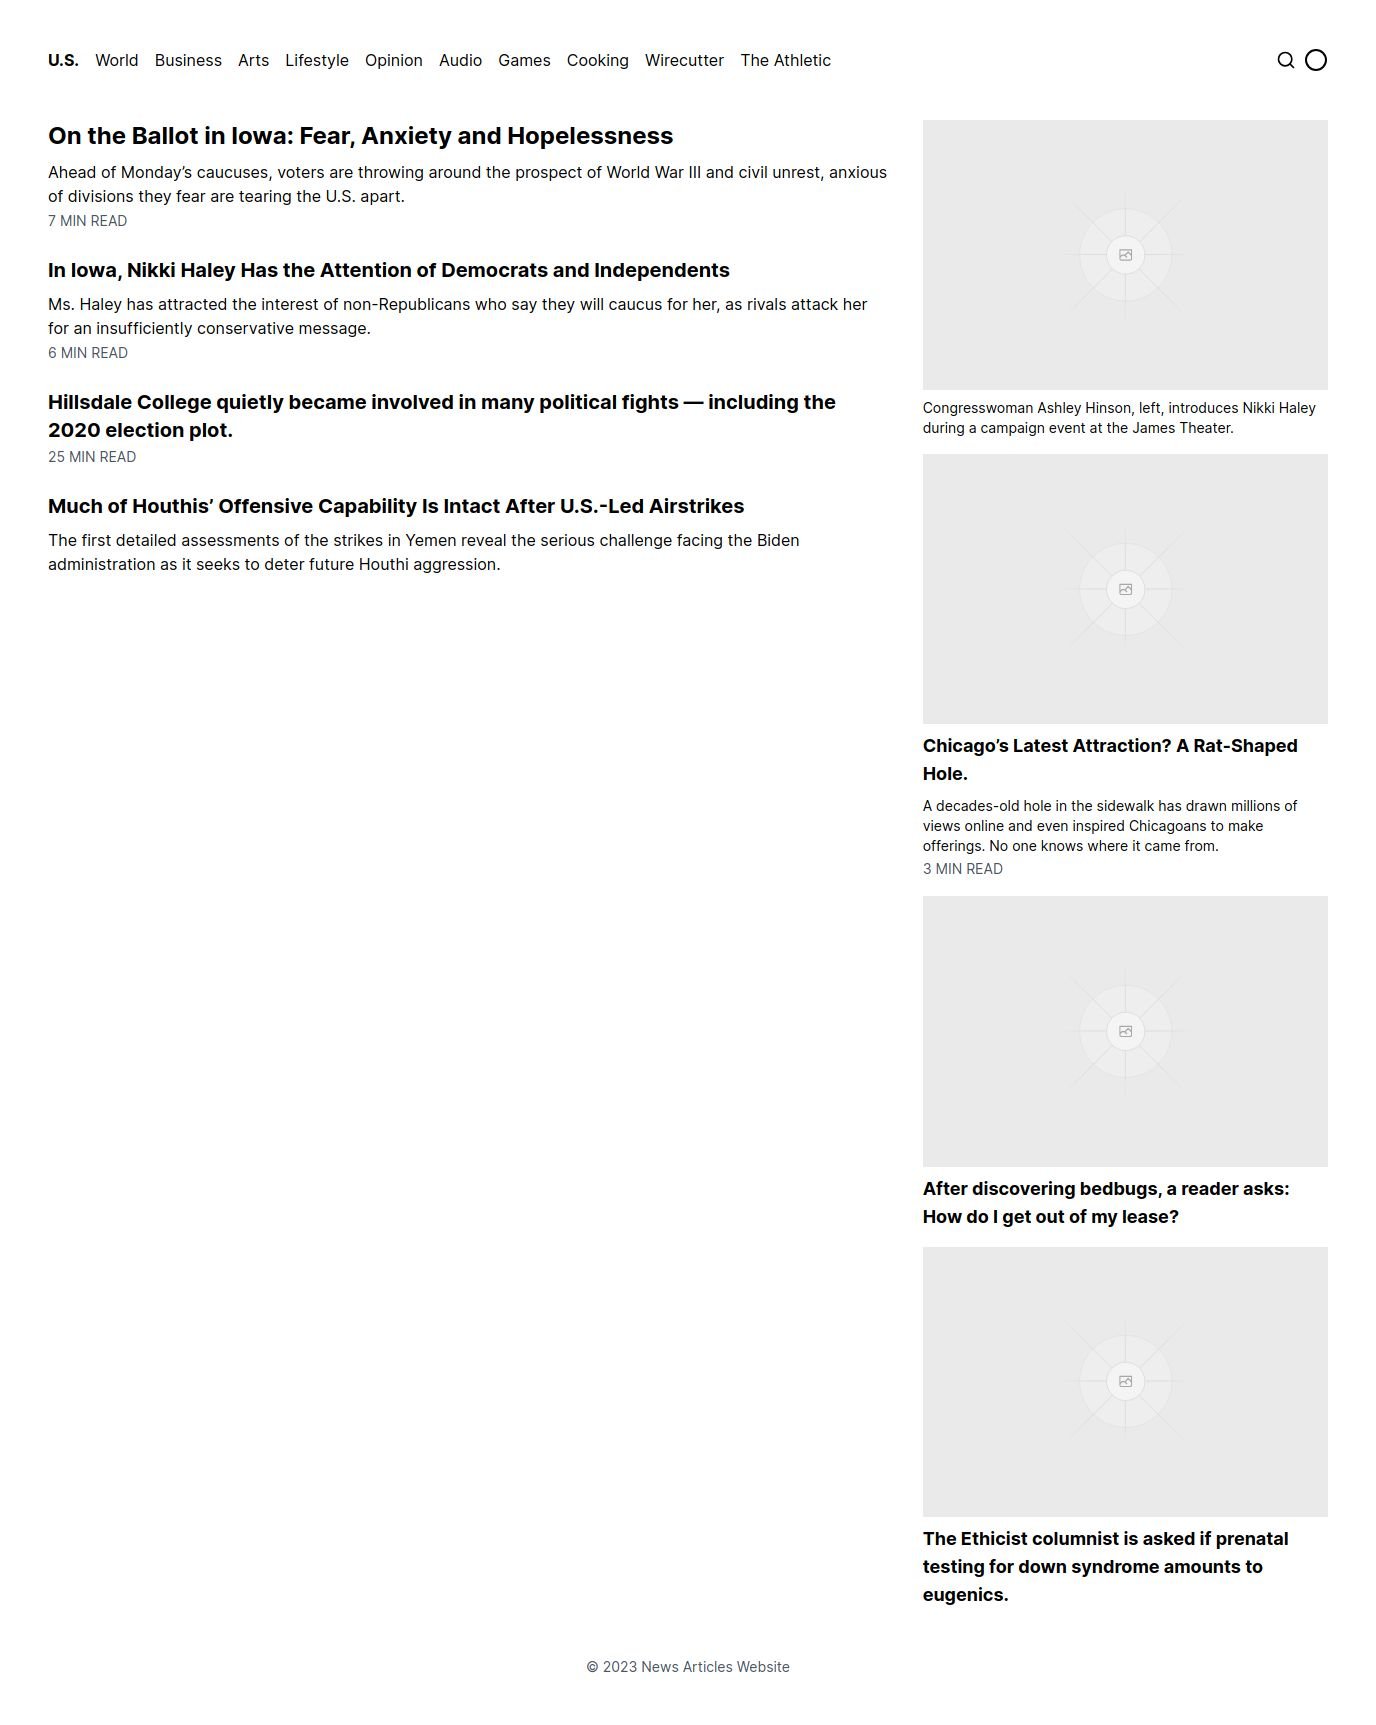 U.S. World Business Arts Lifestyle Opinion Audio Games Cooking Wirecutter The Athletic
On the Ballot in Iowa: Fear, Anxiety and Hopelessness
Ahead of Monday’s caucuses, voters are throwing around the prospect of World War III and civil unrest, anxious
of divisions they fear are tearing the U.S. apart.
7 MIN READ
In Iowa, Nikki Haley Has the Attention of Democrats and Independents
Ms. Haley has attracted the interest of non-Republicans who say they will caucus for her, as rivals attack her
for an insufficiently conservative message.
6 MIN READ
Hillsdale College quietly became involved in many political fights — including the
2020 election plot.
25 MIN READ
Much of Houthis’ Offensive Capability Is Intact After U.S.-Led Airstrikes
The first detailed assessments of the strikes in Yemen reveal the serious challenge facing the Biden
administration as it seeks to deter future Houthi aggression.
Congresswoman Ashley Hinson, left, introduces Nikki Haley
during a campaign event at the James Theater.
Chicago’s Latest Attraction? A Rat-Shaped
Hole.
A decades-old hole in the sidewalk has drawn millions of
views online and even inspired Chicagoans to make
offerings. No one knows where it came from.
3 MIN READ
After discovering bedbugs, a reader asks:
How do I get out of my lease?
The Ethicist columnist is asked if prenatal
testing for down syndrome amounts to
eugenics.
© 2023 News Articles Website